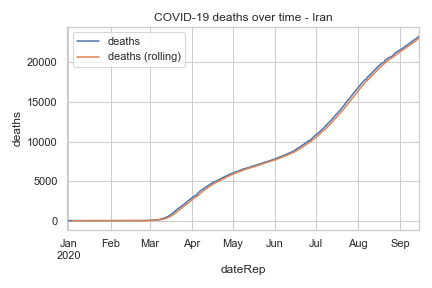 COVID-19 deaths over time - Iran
deaths
deaths (rolling)
deaths
20000
15000
10000
5000
0
Jan Feb Mar Apr May Jun Jul Aug Sep
2020
dateRep